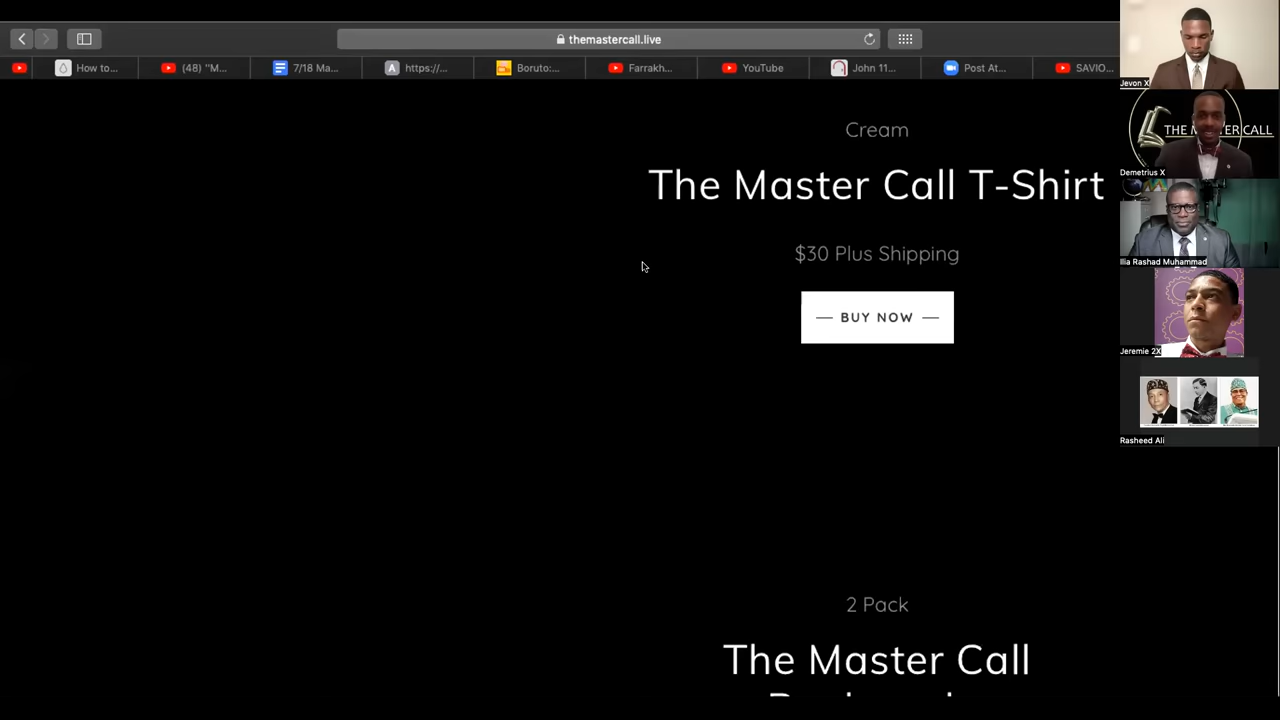 themastercall.live
How to...
(48) "M...
7/18 Ma...
https://...
Boruto:...
Farrakh...
YouTube
John 11...
Post At...
SAVIO...
Cream
The Master Call T-Shirt
$30 Plus Shipping
BUY NOW
2 Pack
The Master Call
Jevon X
THE MASTER CALL
Demetrius X
Ilia Rashad Muhammad
Jeremie 2X
Rasheed Ali